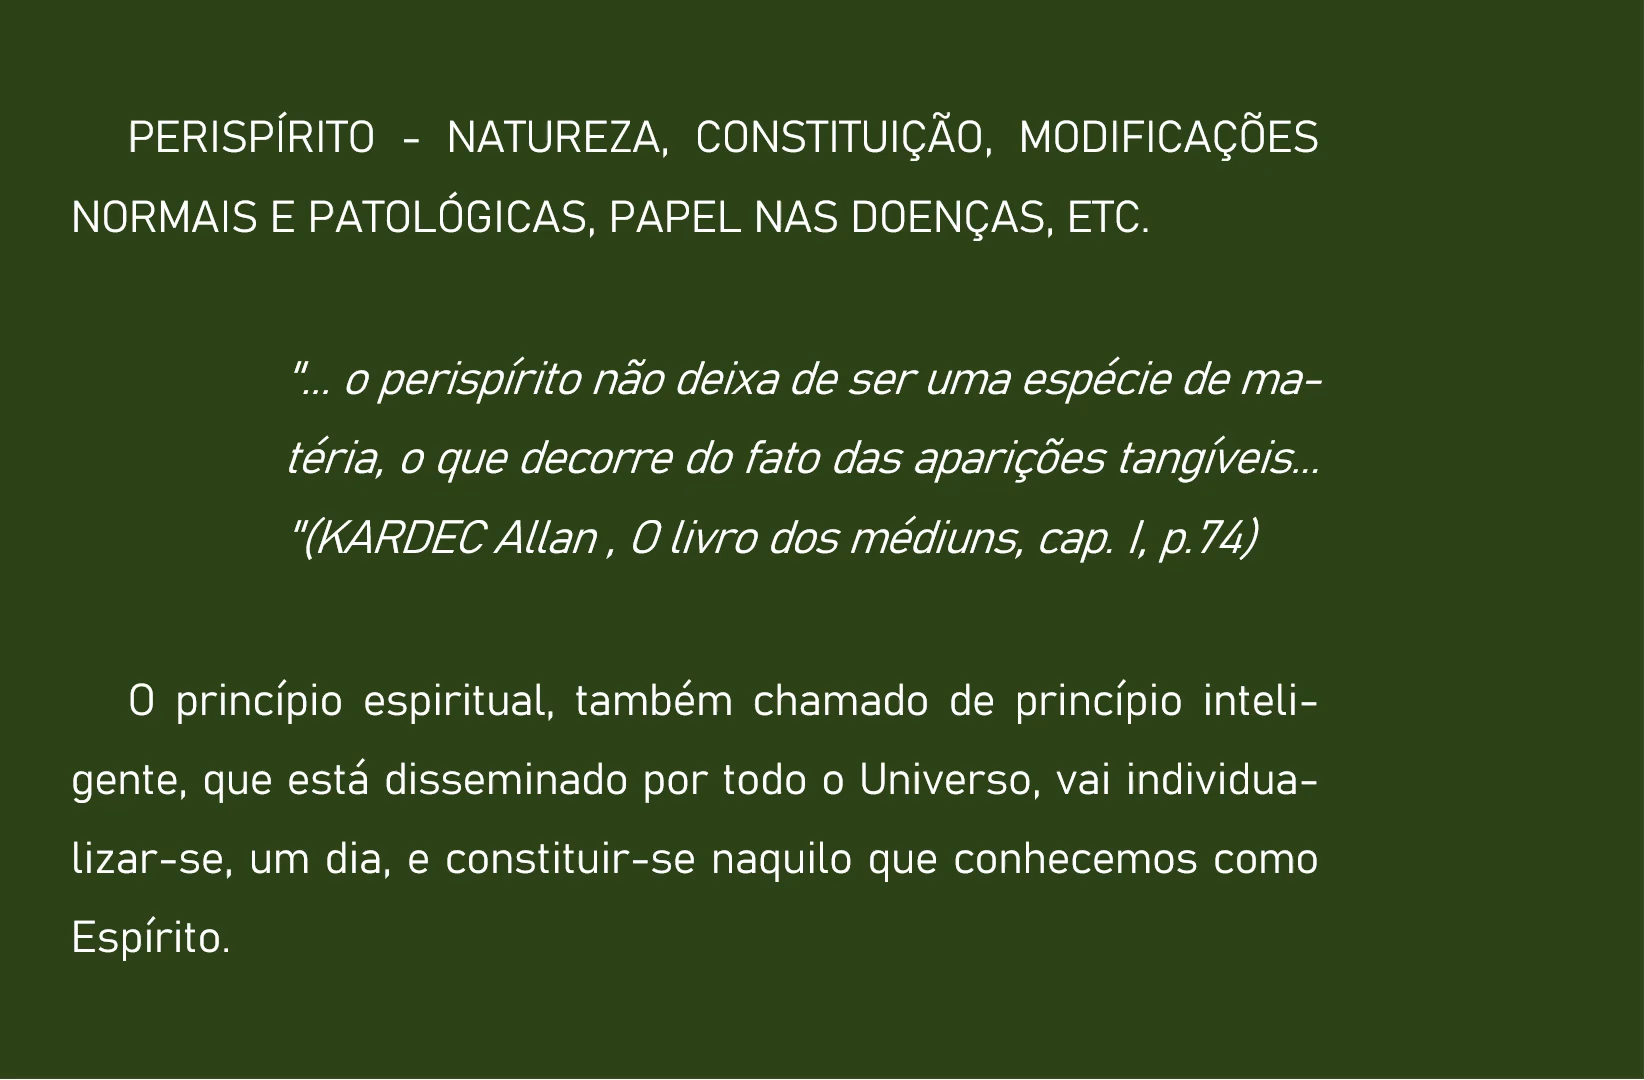 PERISPÍRITO - NATUREZA, CONSTITUIÇÃO, MODIFICAÇÕES
NORMAIS E PATOLÓGICAS, PAPEL NAS DOENÇAS, ETC.
"... o perispírito não deixa de ser uma espécie de ma-
téria, o que decorre do fato das aparições tangíveis...
"(KARDEC Allan , O livro dos médiuns, cap. I, p.74)
O princípio espiritual, também chamado de princípio inteli-
gente, que está disseminado por todo o Universo, vai individua-
lizar-se, um dia, e constituir-se naquilo que conhecemos como
Espírito.